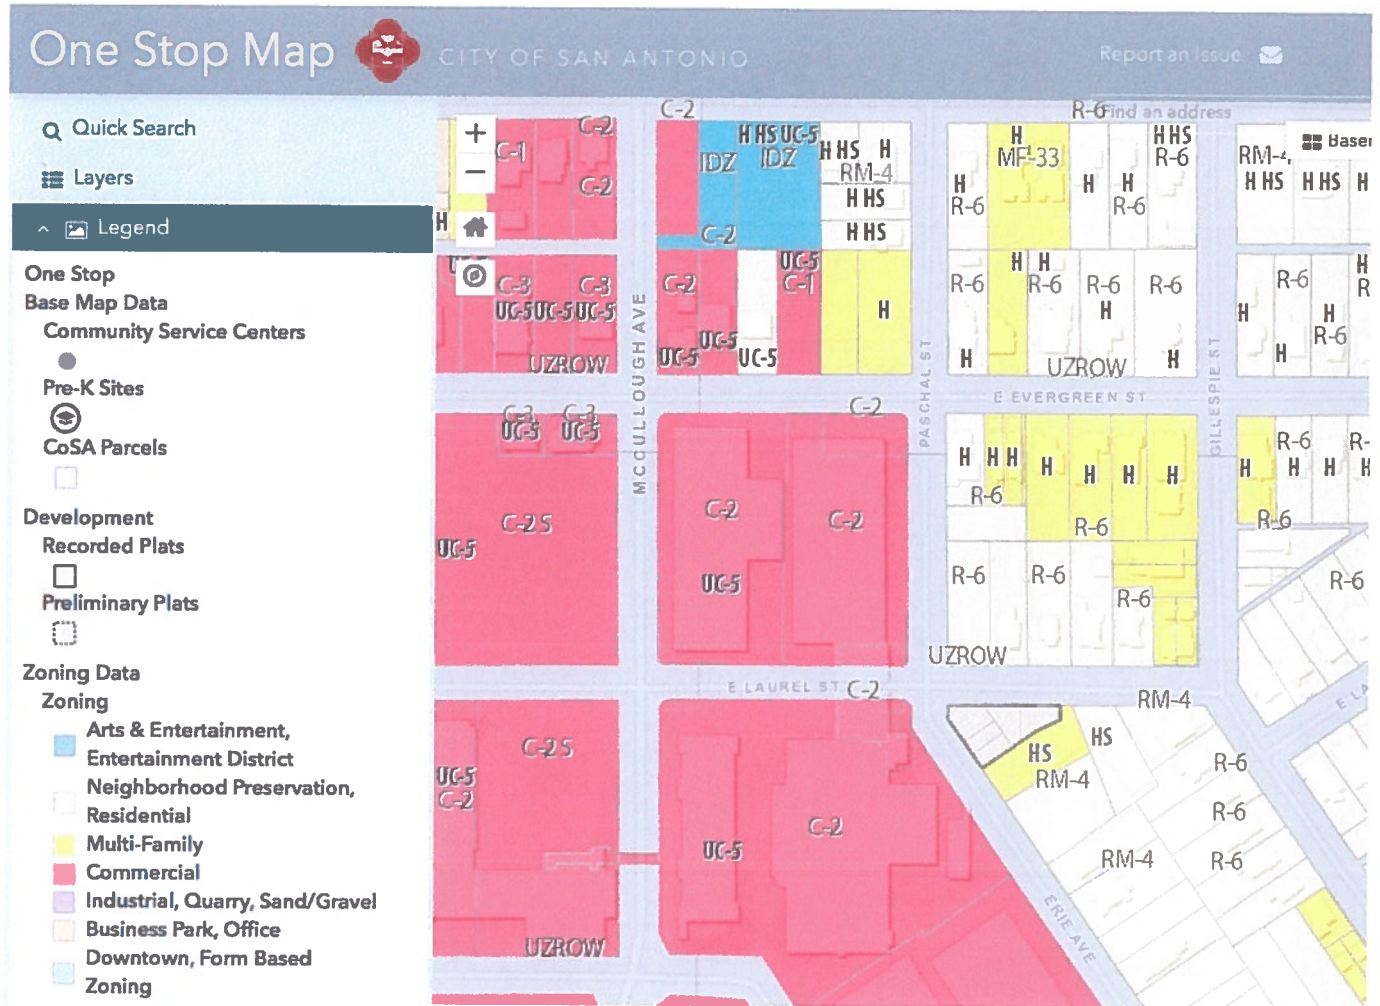 One Stop Map
CITY OF SAN ANTONIO
Report an Issue
Quick Search
Layers
Legend
One Stop
Base Map Data
Community Service Centers
Pre-K Sites
CoSA Parcels
Development
Recorded Plats
Preliminary Plats
Zoning Data
Zoning
Arts & Entertainment,
Entertainment District
Neighborhood Preservation,
Residential
Multi-Family
Commercial
Industrial, Quarry, Sand/Gravel
Business Park, Office
Downtown, Form Based
Zoning
+
−
C-2
C-2
R-6
Find an address
H HS UC-5
H
H HS
C-1
IDZ
IDZ
H HS H
MF-33
R-6
RM-4
RM-4
C-2
H
H
H
H HS
H HS
H
H HS
R-6
R-6
H
C-2
H HS
UC-5
H
H
H
C-3
C-3
C-2
C-1
R-6
R-6
R-6
R-6
R-6
UC-5
UC-5
UC-5
H
H
H
H
R-6
UC-5
UC-5
UC-5
H
H
H
UZROW
UZROW
MCCULLOUGH AVE
PASCHAL ST
GILLESPIE ST
E EVERGREEN ST
C-2
C-3
C-3
UC-5
UC-5
H
H
H
H
H
H
H
R-6
H
H
H
H
R-6
R-6
R-6
C-2 S
C-2
C-2
UC-5
UC-5
R-6
R-6
R-6
R-6
UZROW
E LAUREL ST
C-2
RM-4
C-2 S
UC-5
C-2
HS
HS
RM-4
R-6
R-6
C-2
UC-5
RM-4
R-6
ERIE AVE
UZROW